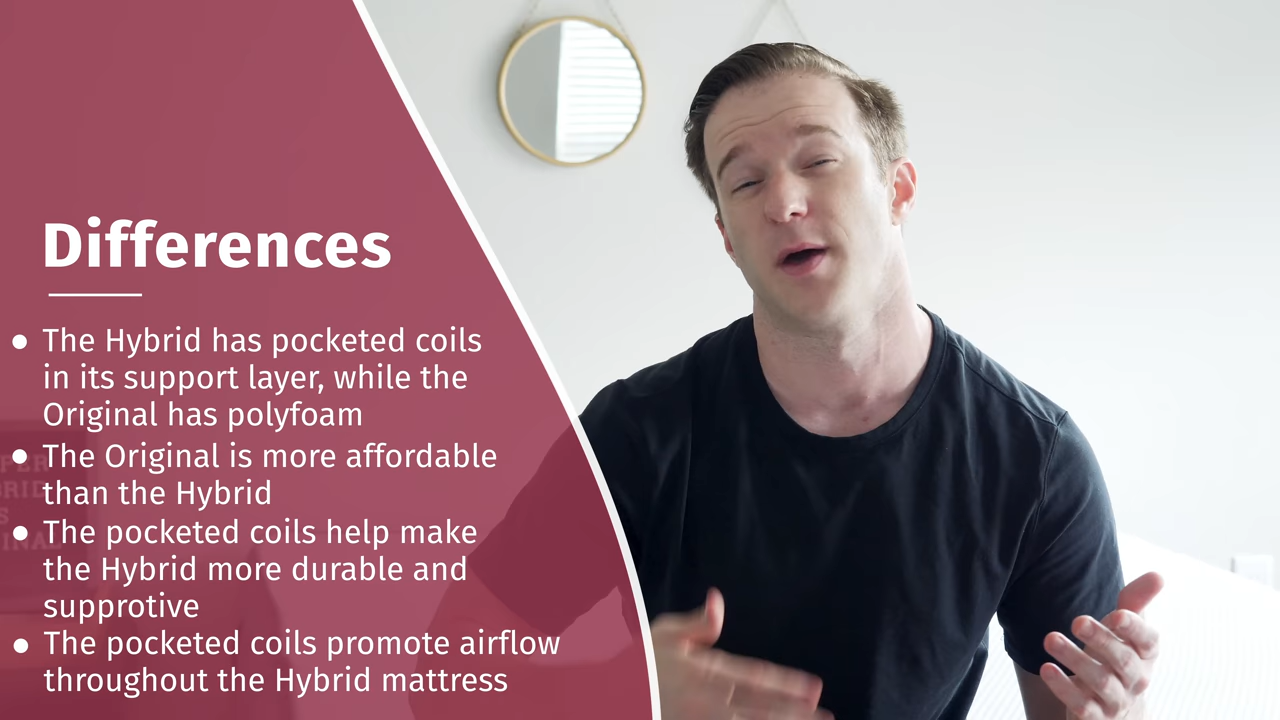 Differences
• The Hybrid has pocketed coils
in its support layer, while the
Original has polyfoam
• The Original is more affordable
than the Hybrid
• The pocketed coils help make
the Hybrid more durable and
supprotive
• The pocketed coils promote airflow
throughout the Hybrid mattress